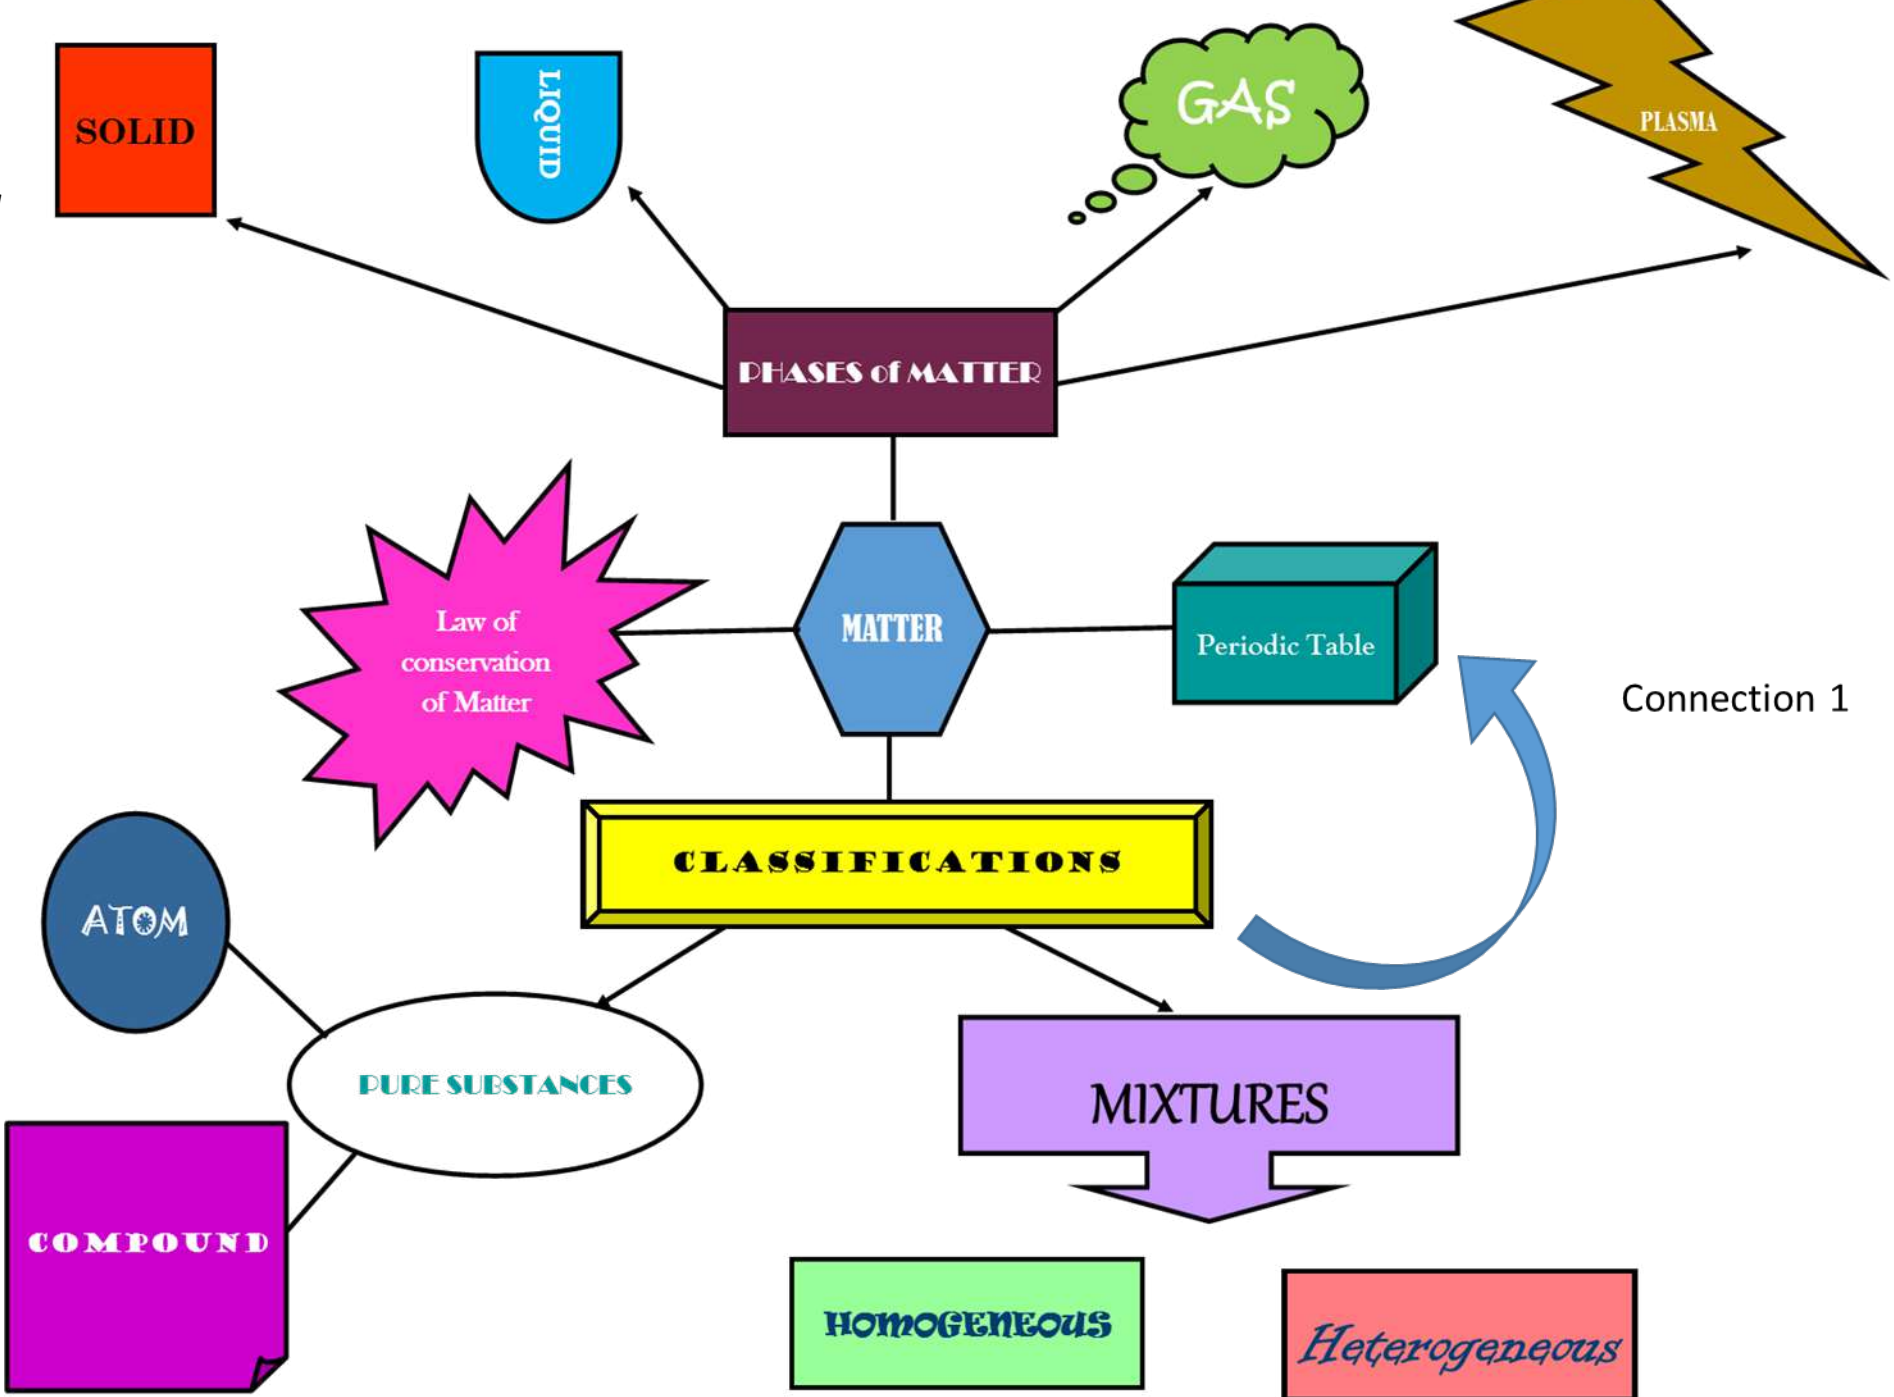 SOLID
LIQUID
GAS
PLASMA
PHASES of MATTER
Law of
conservation
of Matter
MATTER
Periodic Table
Connection 1
CLASSIFICATIONS
ATOM
PURE SUBSTANCES
MIXTURES
COMPOUND
HOMOGENEOUS
Heterogeneous